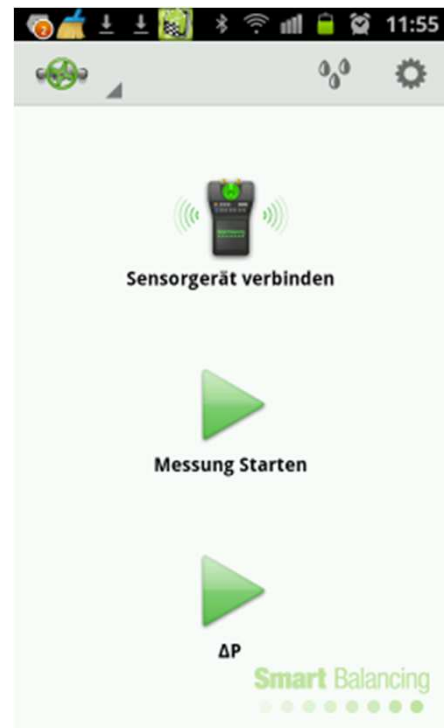 11:55
Sensorgerät verbinden
Messung Starten
ΔP
Smart Balancing